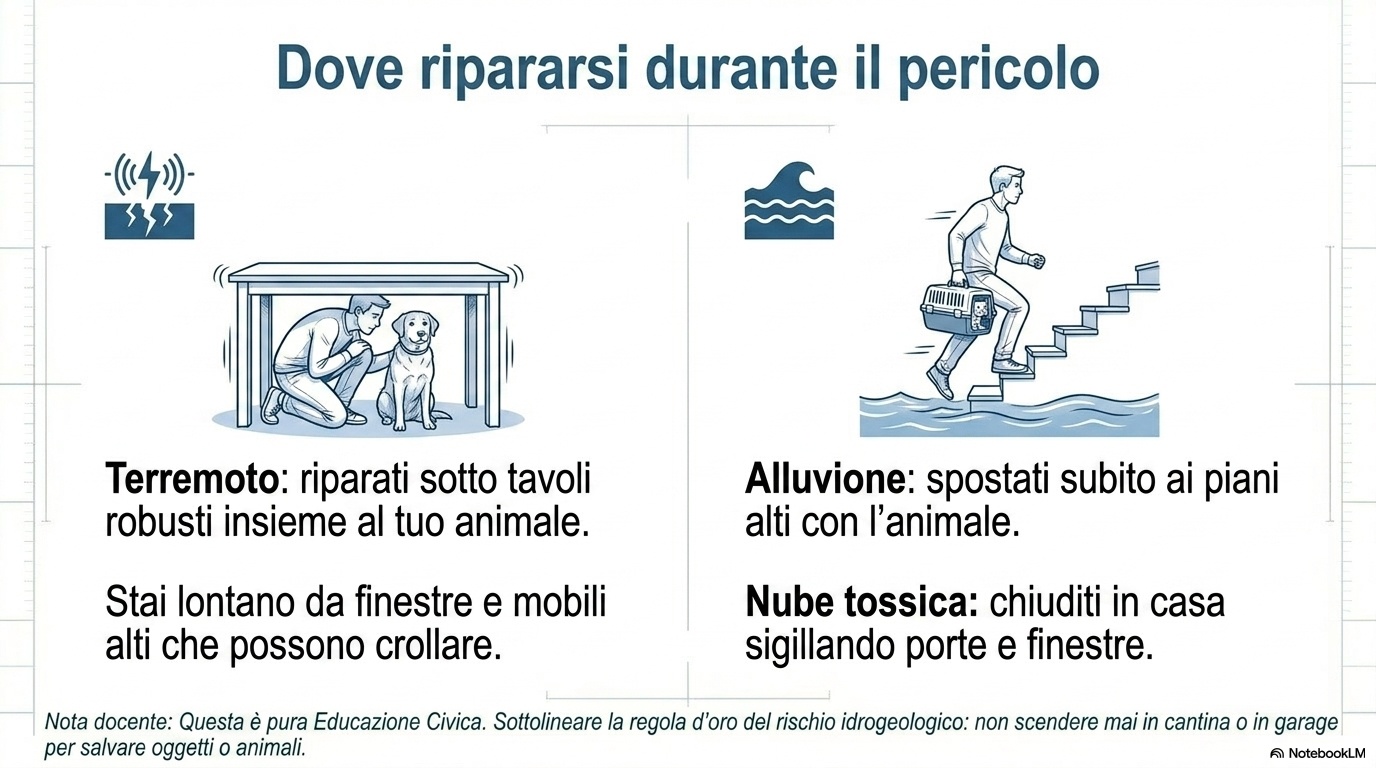 Dove ripararsi durante il pericolo
Terremoto: riparati sotto tavoli
robusti insieme al tuo animale.
Stai lontano da finestre e mobili
alti che possono crollare.
Alluvione: spostati subito ai piani
alti con l’animale.
Nube tossica: chiuditi in casa
sigillando porte e finestre.
Nota docente: Questa è pura Educazione Civica. Sottolineare la regola d’oro del rischio idrogeologico: non scendere mai in cantina o in garage
per salvare oggetti o animali.
NotebookLM